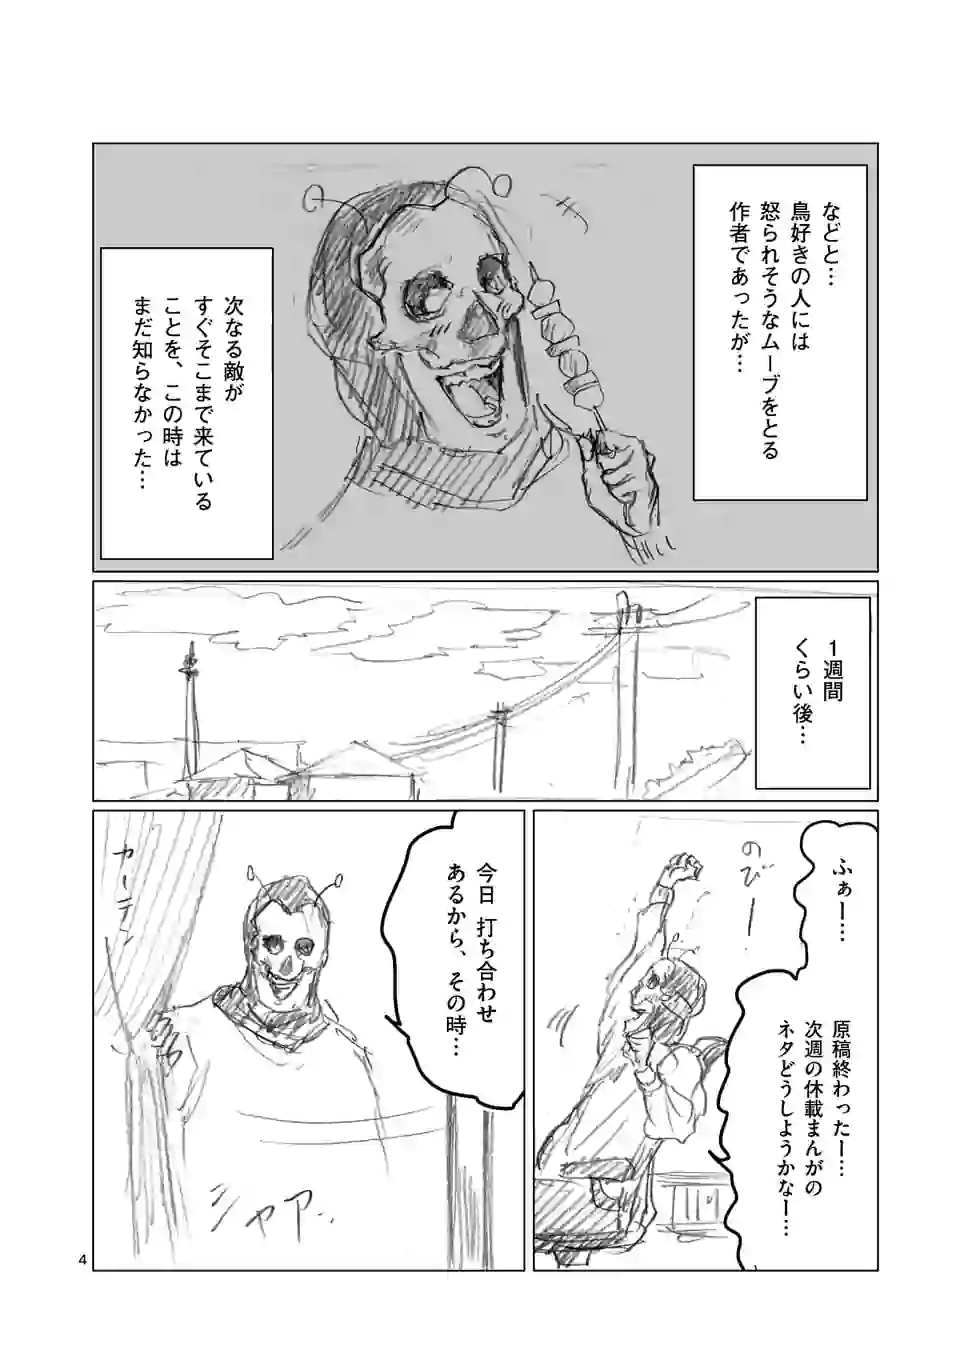 などと…
鳥好きの人には
怒られそうなムーブをとる
作者であったが…
次なる敵が
すぐそこまで来ている
ことを、この時は
まだ知らなかった…
1週間
くらい後…
ふぁー…
のびー
原稿終わったー…
次週の休載まんがの
ネタどうしようかなー…
今日 打ち合わせ
あるから、その時…
カーテン
シャアッ
4